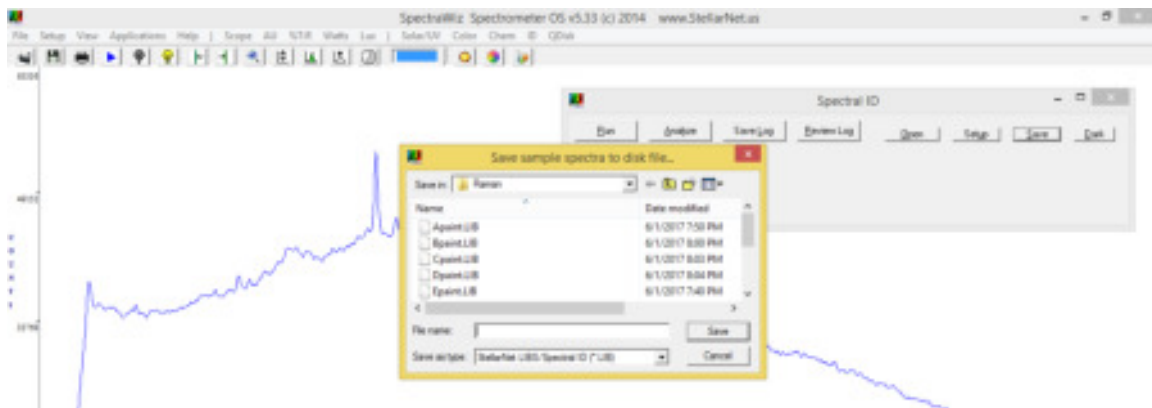 SpectraWiz Spectrometer OS v5.33 (c) 2014 www.StellarNet.us
File Setup View Applications Help | Scope AU %T:R Watts Lux | Solar/UV Color Chem ID QDisk
Spectral ID
Run Analyze Save Log Review Log Open Setup Save Dark
Save sample spectra to disk file...
Save in: Raman
Name Date modified
Apaint.LIB 6/1/2017 7:50 PM
Bpaint.LIB 6/1/2017 8:00 PM
Cpaint.LIB 6/1/2017 8:03 PM
Dpaint.LIB 6/1/2017 8:04 PM
Epaint.LIB 6/1/2017 7:40 PM
File name: Save
Save as type: StellarNet LIBS/Spectral ID (*.LIB) Cancel